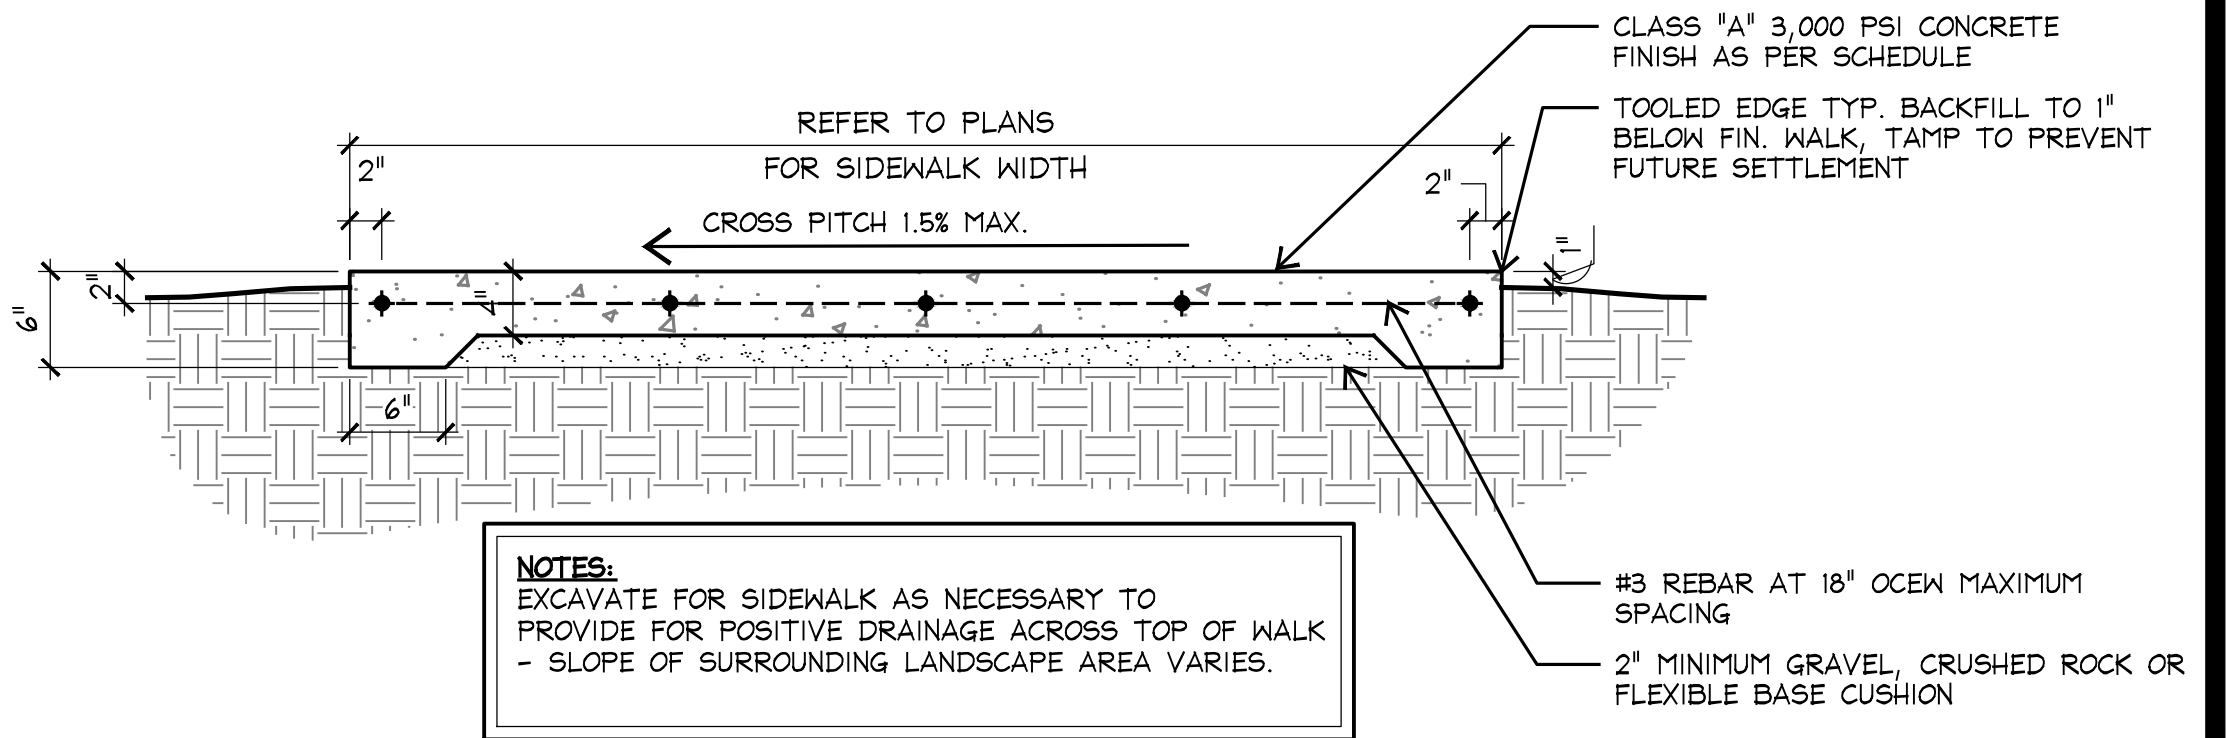 CLASS "A" 3,000 PSI CONCRETE
FINISH AS PER SCHEDULE
TOOLED EDGE TYP. BACKFILL TO 1"
BELOW FIN. WALK, TAMP TO PREVENT
FUTURE SETTLEMENT
REFER TO PLANS
FOR SIDEWALK WIDTH
2"
2"
CROSS PITCH 1.5% MAX.
1"
2"
6"
4"
6"
NOTES:
EXCAVATE FOR SIDEWALK AS NECESSARY TO
PROVIDE FOR POSITIVE DRAINAGE ACROSS TOP OF WALK
- SLOPE OF SURROUNDING LANDSCAPE AREA VARIES.
#3 REBAR AT 18" OCEW MAXIMUM
SPACING
2" MINIMUM GRAVEL, CRUSHED ROCK OR
FLEXIBLE BASE CUSHION